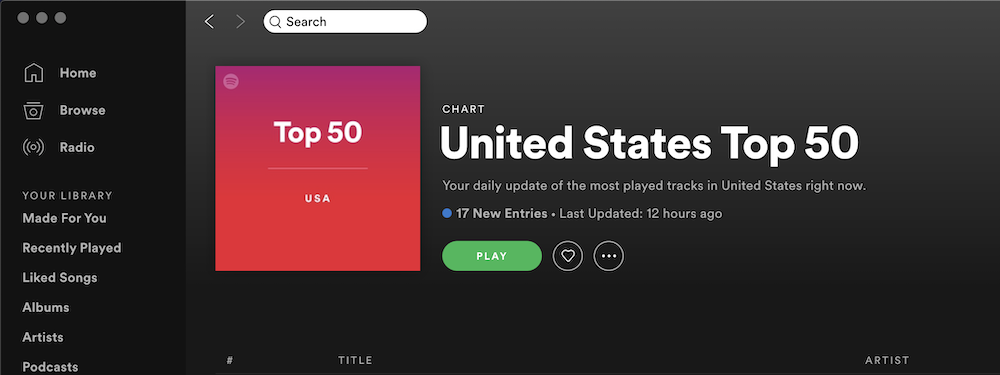 Search
Home
Browse
Radio
YOUR LIBRARY
Made For You
Recently Played
Liked Songs
Albums
Artists
Podcasts
Top 50
USA
CHART
United States Top 50
Your daily update of the most played tracks in United States right now.
17 New Entries • Last Updated: 12 hours ago
PLAY
# TITLE ARTIST